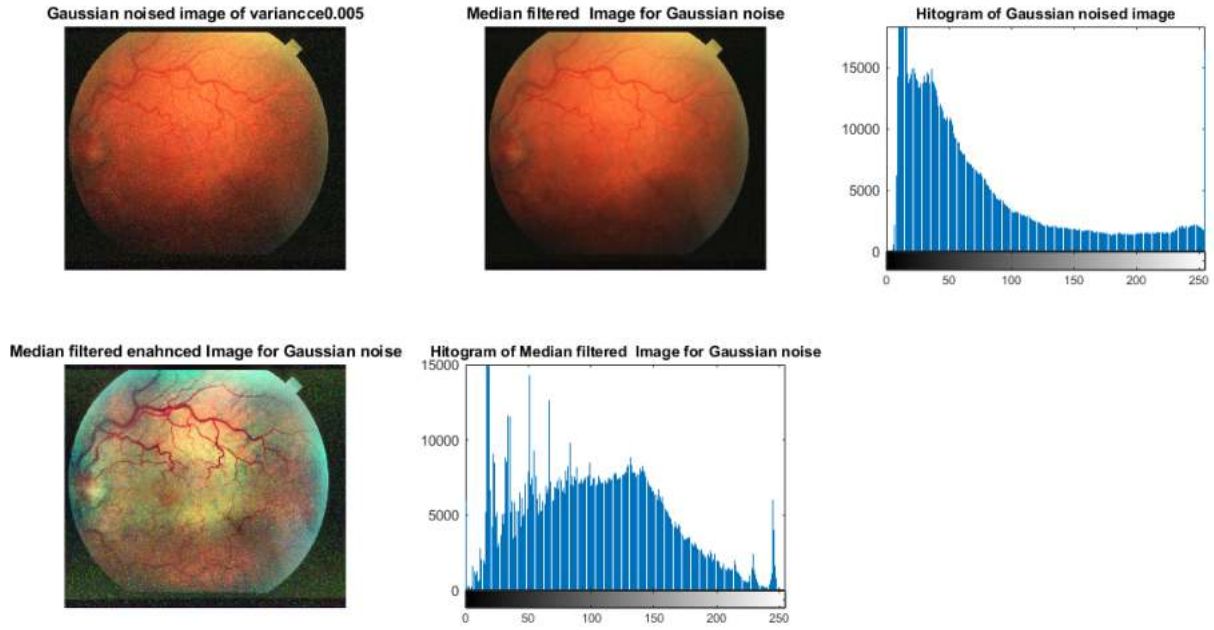 Gaussian noised image of variancce0.005
Median filtered  Image for Gaussian noise
Hitogram of Gaussian noised image
15000
10000
5000
0
0 50 100 150 200 250
Median filtered enahnced Image for Gaussian noise
Hitogram of Median filtered  Image for Gaussian noise
15000
10000
5000
0
0 50 100 150 200 250